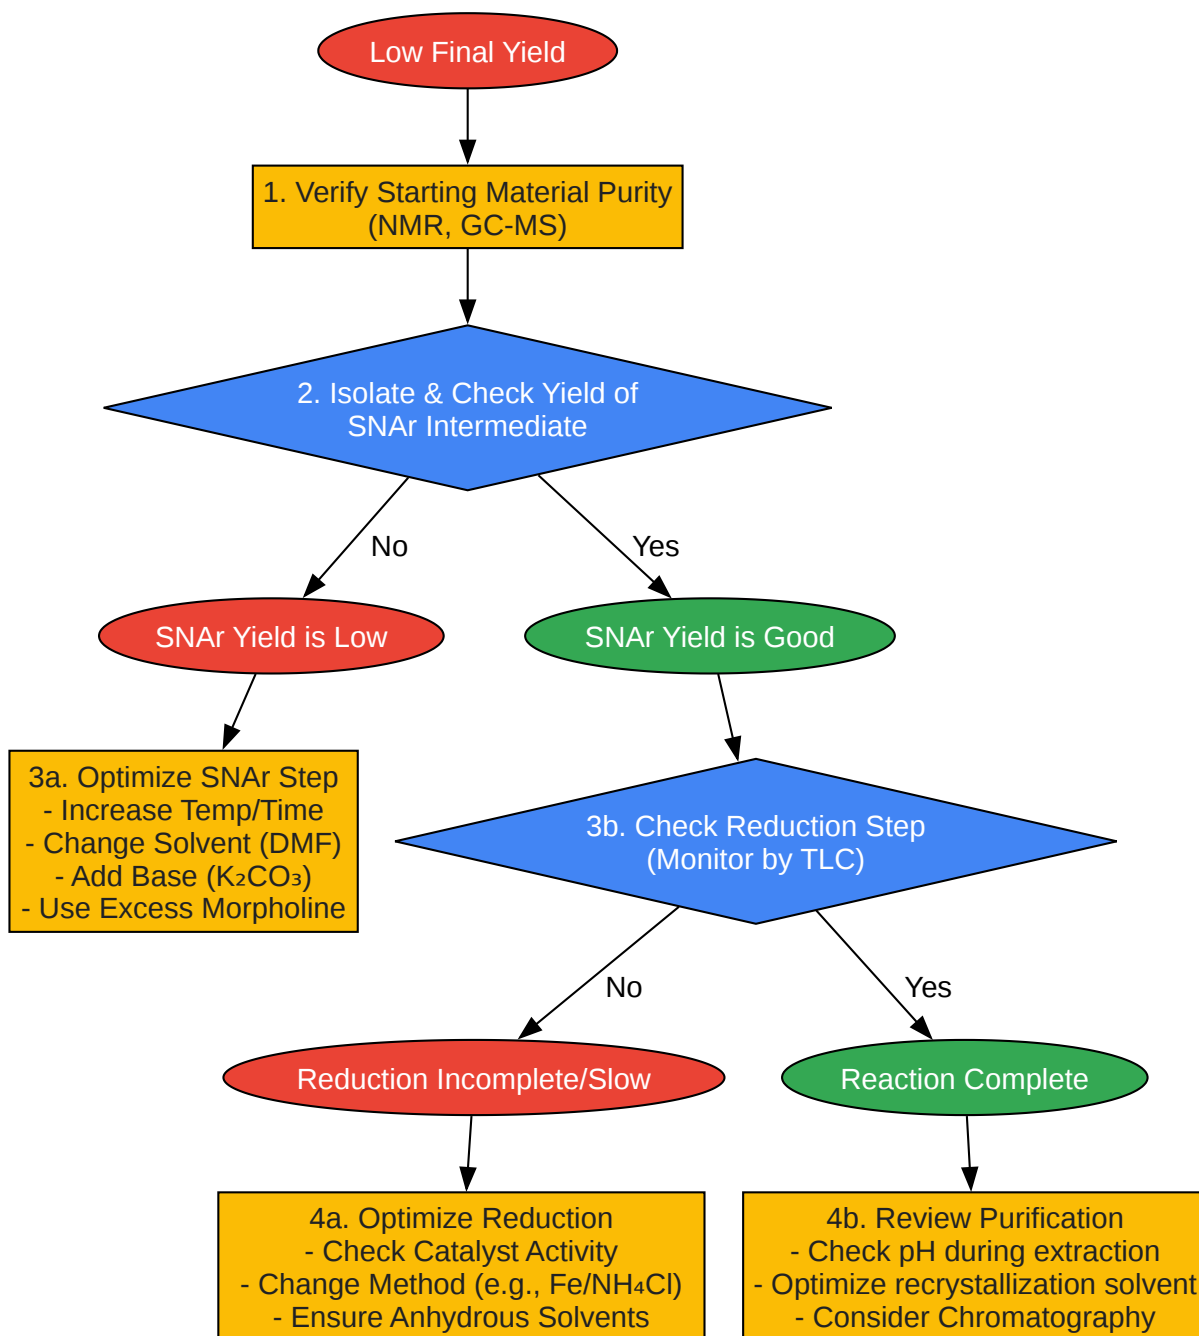 Low Final Yield
1. Verify Starting Material Purity
(NMR, GC-MS)
2. Isolate & Check Yield of
SNAr Intermediate
No
Yes
SNAr Yield is Low
SNAr Yield is Good
3a. Optimize SNAr Step
- Increase Temp/Time
- Change Solvent (DMF)
- Add Base (K₂CO₃)
- Use Excess Morpholine
3b. Check Reduction Step
(Monitor by TLC)
No
Yes
Reduction Incomplete/Slow
Reaction Complete
4a. Optimize Reduction
- Check Catalyst Activity
- Change Method (e.g., Fe/NH₄Cl)
- Ensure Anhydrous Solvents
4b. Review Purification
- Check pH during extraction
- Optimize recrystallization solvent
- Consider Chromatography